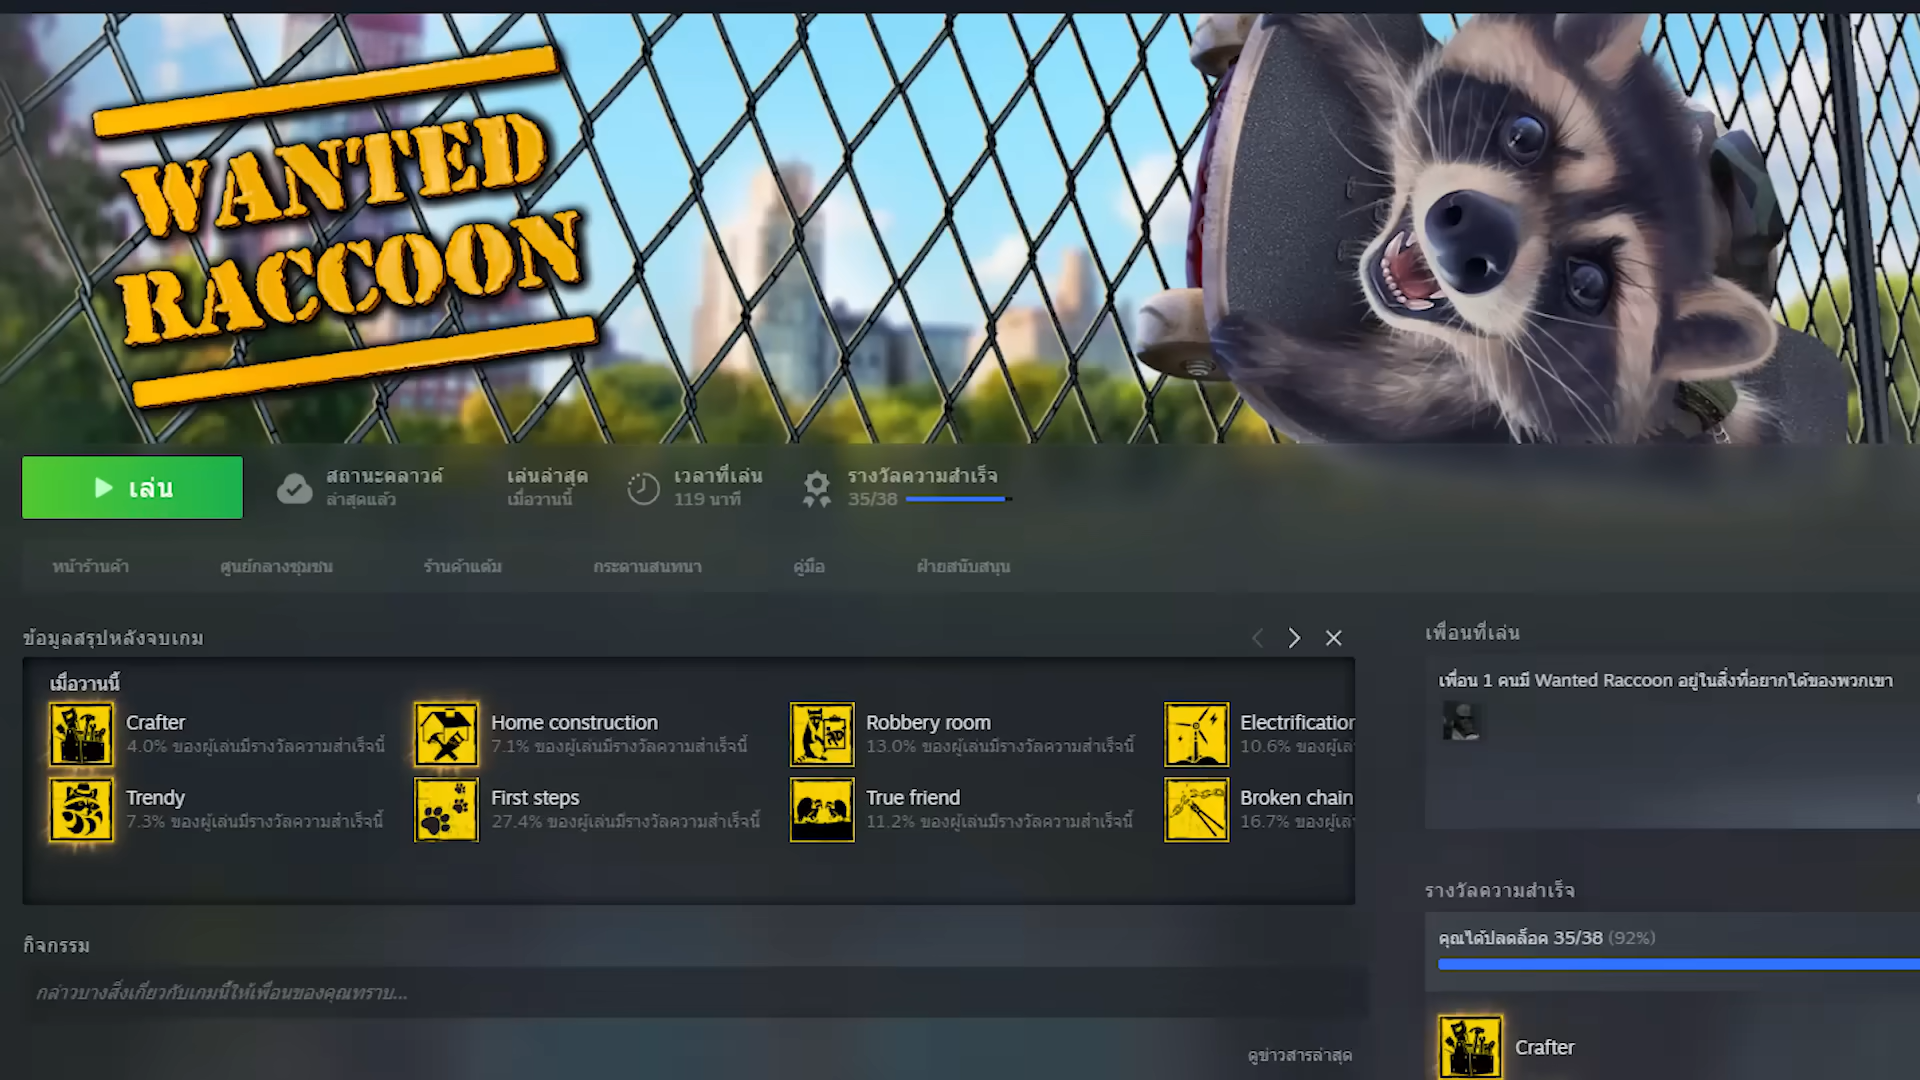 WANTED
RACCOON
เล่น
สถานะคลาวด์
ล่าสุดแล้ว
เล่นล่าสุด
เมื่อวานนี้
เวลาที่เล่น
119 นาที
รางวัลความสำเร็จ
35/38
หน้าร้านค้า
ศูนย์กลางชุมชน
ร้านค้าแต้ม
กระดานสนทนา
คู่มือ
ฝ่ายสนับสนุน
ข้อมูลสรุปหลังจบเกม
เมื่อวานนี้
Crafter
4.0% ของผู้เล่นมีรางวัลความสำเร็จนี้
Home construction
7.1% ของผู้เล่นมีรางวัลความสำเร็จนี้
Robbery room
13.0% ของผู้เล่นมีรางวัลความสำเร็จนี้
Electrification
10.6% ของผู้เล่
Trendy
7.3% ของผู้เล่นมีรางวัลความสำเร็จนี้
First steps
27.4% ของผู้เล่นมีรางวัลความสำเร็จนี้
True friend
11.2% ของผู้เล่นมีรางวัลความสำเร็จนี้
Broken chain
16.7% ของผู้เล่
กิจกรรม
กล่าวบางสิ่งเกี่ยวกับเกมนี้ให้เพื่อนของคุณทราบ...
ดูข่าวสารล่าสุด
เพื่อนที่เล่น
เพื่อน 1 คนมี Wanted Raccoon อยู่ในสิ่งที่อยากได้ของพวกเขา
รางวัลความสำเร็จ
คุณได้ปลดล็อค 35/38 (92%)
Crafter